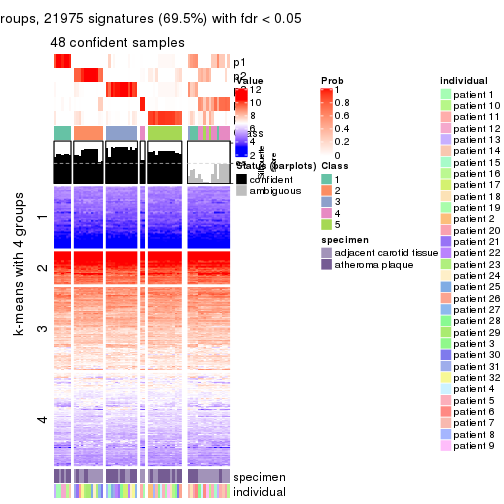 roups, 21975 signatures (69.5%) with fdr < 0.05
48 confident samples
p1
p2
Class
Silhouette
score
k-means with 4 groups
1
2
3
4
specimen
individual
Value
12
10
8
6
4
2
Status (barplots)
confident
ambiguous
Prob
1
0.8
0.6
0.4
0.2
0
Class
1
2
3
4
5
specimen
adjacent carotid tissue
atheroma plaque
individual
patient 1
patient 10
patient 11
patient 12
patient 13
patient 14
patient 15
patient 16
patient 17
patient 18
patient 19
patient 2
patient 20
patient 21
patient 22
patient 23
patient 24
patient 25
patient 26
patient 27
patient 28
patient 29
patient 3
patient 30
patient 31
patient 32
patient 4
patient 5
patient 6
patient 7
patient 8
patient 9